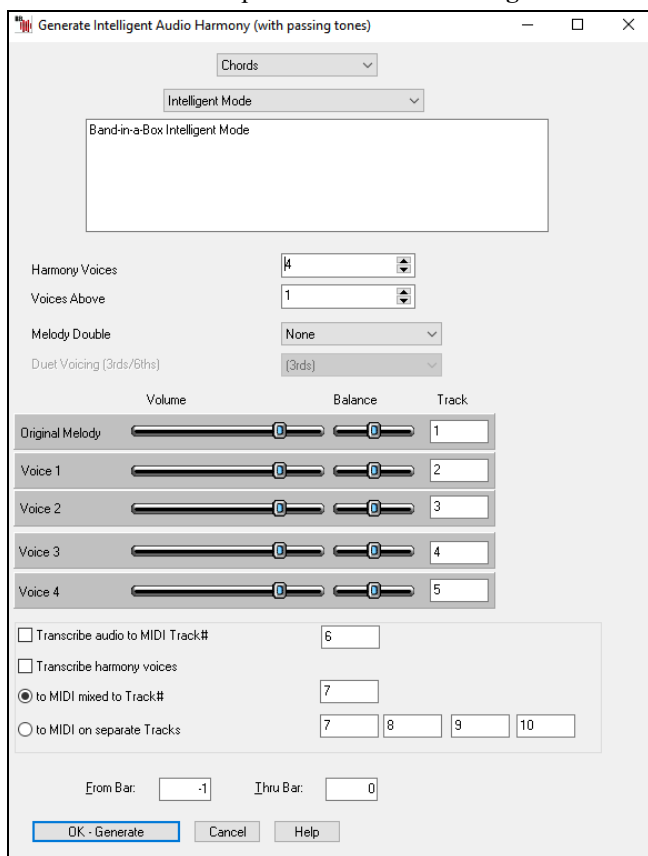 Generate Intelligent Audio Harmony (with passing tones)
Chords
Intelligent Mode
Band-in-a-Box Intelligent Mode
Harmony Voices 4
Voices Above 1
Melody Double None
Duet Voicing (3rds/6ths) (3rds)
Volume Balance Track
Original Melody 1
Voice 1 2
Voice 2 3
Voice 3 4
Voice 4 5
Transcribe audio to MIDI Track# 6
Transcribe harmony voices
to MIDI mixed to Track# 7
to MIDI on separate Tracks 7 8 9 10
From Bar: -1 Thru Bar: 0
OK - Generate Cancel Help